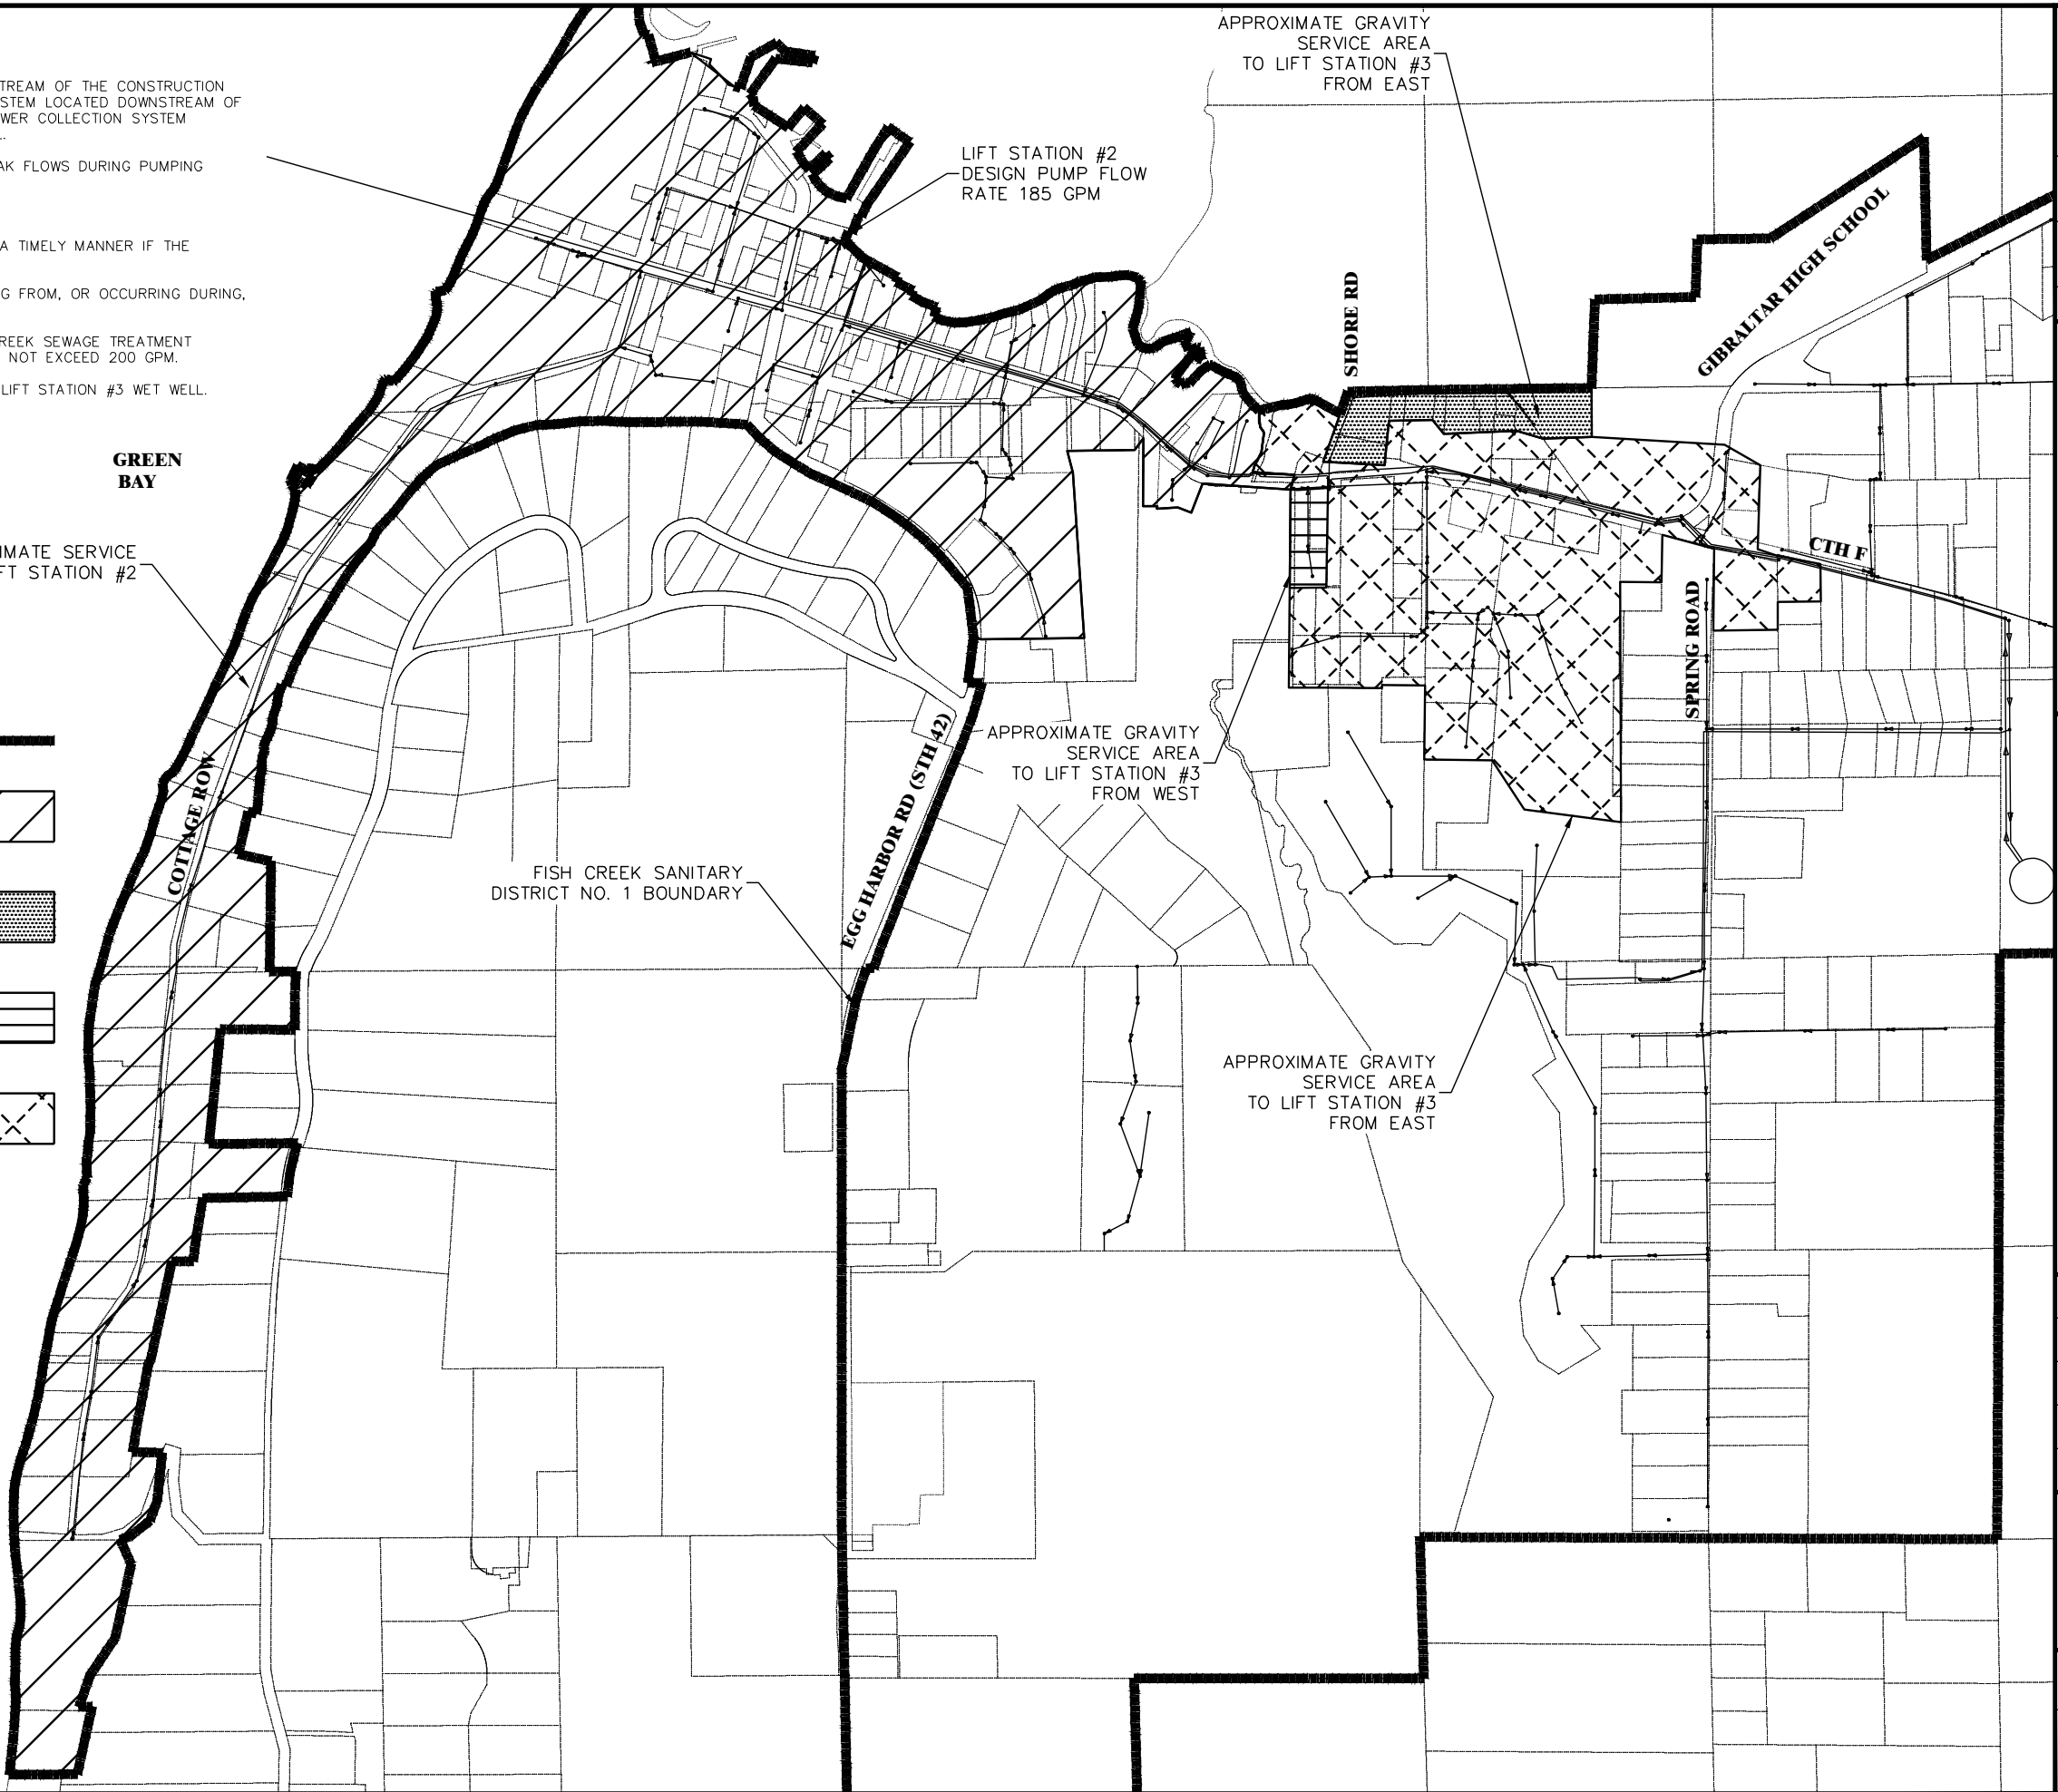 APPROXIMATE GRAVITY
SERVICE AREA
TO LIFT STATION #3
FROM EAST
TREAM OF THE CONSTRUCTION
STEM LOCATED DOWNSTREAM OF
WER COLLECTION SYSTEM
AK FLOWS DURING PUMPING
LIFT STATION #2
DESIGN PUMP FLOW
RATE 185 GPM
A TIMELY MANNER IF THE
G FROM, OR OCCURRING DURING,
REEK SEWAGE TREATMENT
NOT EXCEED 200 GPM.
LIFT STATION #3 WET WELL.
SHORE RD
GIBRALTAR HIGH SCHOOL
GREEN
BAY
IMATE SERVICE
FT STATION #2
CTH F
SPRING ROAD
APPROXIMATE GRAVITY
SERVICE AREA
TO LIFT STATION #3
FROM WEST
COTTAGE ROW
EGG HARBOR RD (STH 42)
FISH CREEK SANITARY
DISTRICT NO. 1 BOUNDARY
APPROXIMATE GRAVITY
SERVICE AREA
TO LIFT STATION #3
FROM EAST